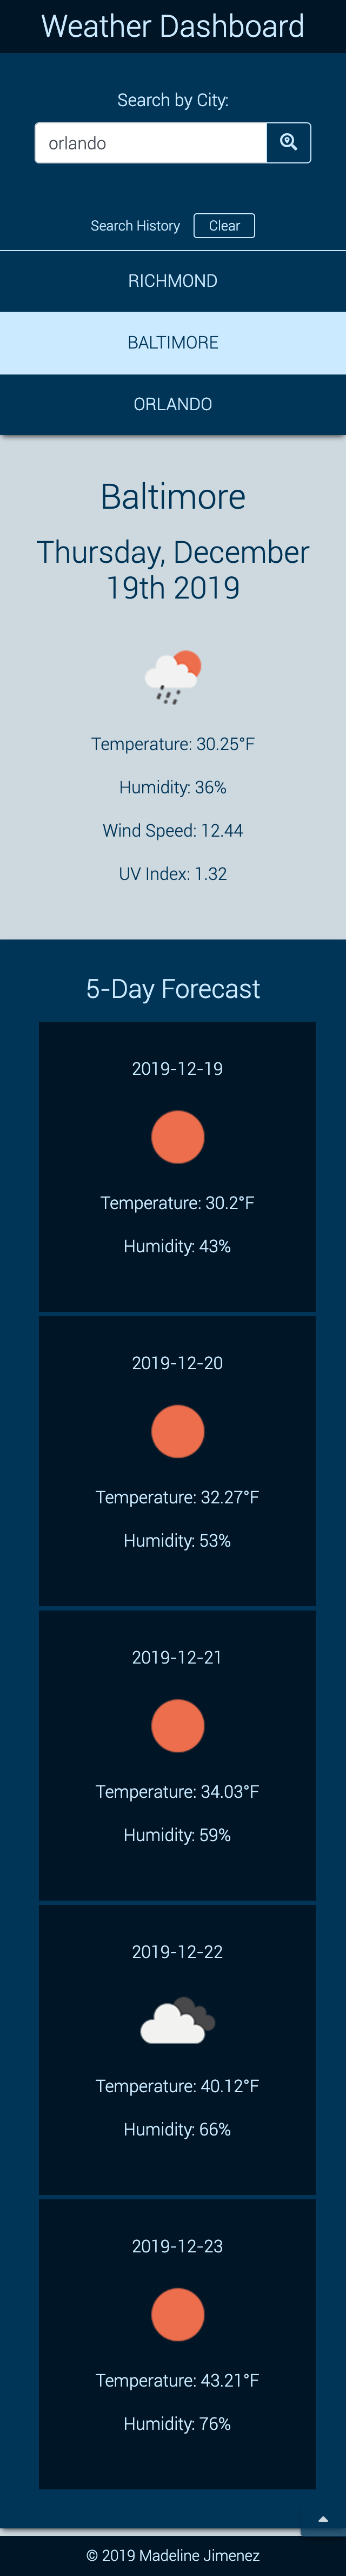 Weather Dashboard
Search by City:
orlando
Search History
Clear
RICHMOND
BALTIMORE
ORLANDO
Baltimore
Thursday, December
19th 2019
Temperature: 30.25°F
Humidity: 36%
Wind Speed: 12.44
UV Index: 1.32
5-Day Forecast
2019-12-19
Temperature: 30.2°F
Humidity: 43%
2019-12-20
Temperature: 32.27°F
Humidity: 53%
2019-12-21
Temperature: 34.03°F
Humidity: 59%
2019-12-22
Temperature: 40.12°F
Humidity: 66%
2019-12-23
Temperature: 43.21°F
Humidity: 76%
© 2019 Madeline Jimenez